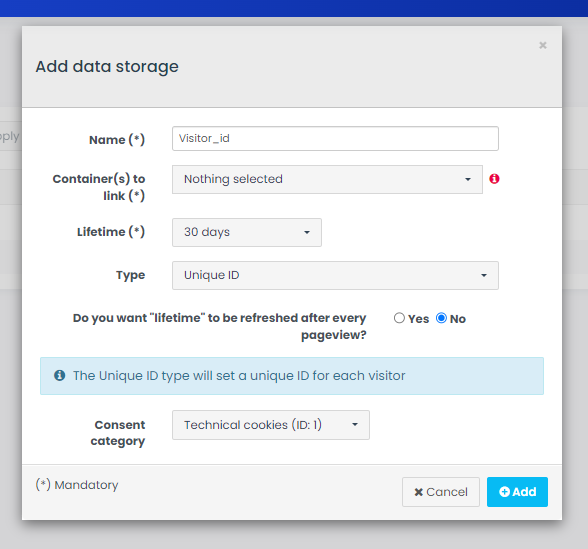 ×
Add data storage
pply
Name (*)
Visitor_id
Container(s) to
link (*)
Nothing selected
Lifetime (*)
30 days
Type
Unique ID
Do you want "lifetime" to be refreshed after every
pageview?
Yes No
The Unique ID type will set a unique ID for each visitor
Consent
category
Technical cookies (ID: 1)
(*) Mandatory
Cancel
Add